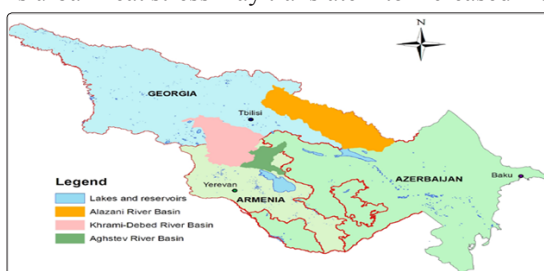 N
GEORGIA
Tbilisi
AZERBAIJAN
Baku
Yerevan
ARMENIA
Legend
Lakes and reservoirs
Alazani River Basin
Khrami-Debed River Basin
Aghstev River Basin